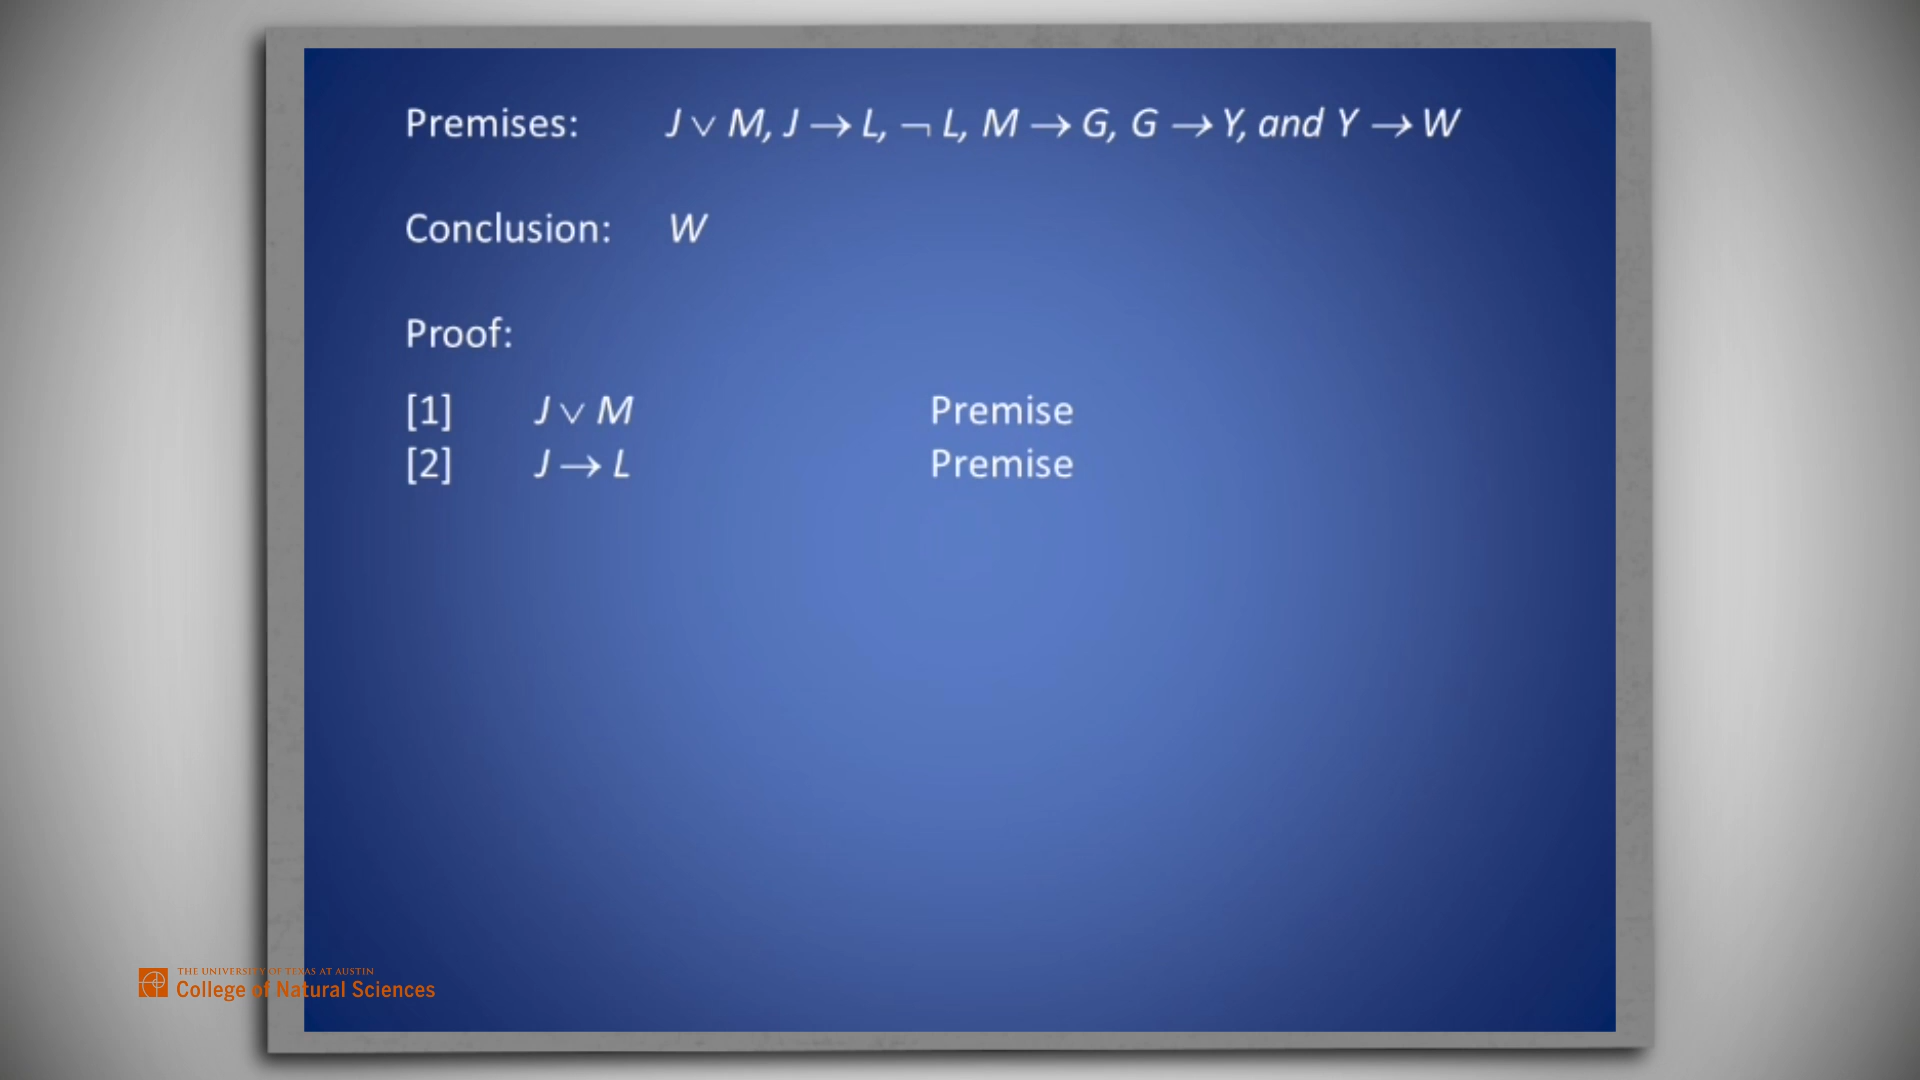 Premises: J ∨ M, J → L, ¬ L, M → G, G → Y, and Y → W
Conclusion: W
Proof:
[1] J ∨ M Premise
[2] J → L Premise
THE UNIVERSITY OF TEXAS AT AUSTIN
College of Natural Sciences